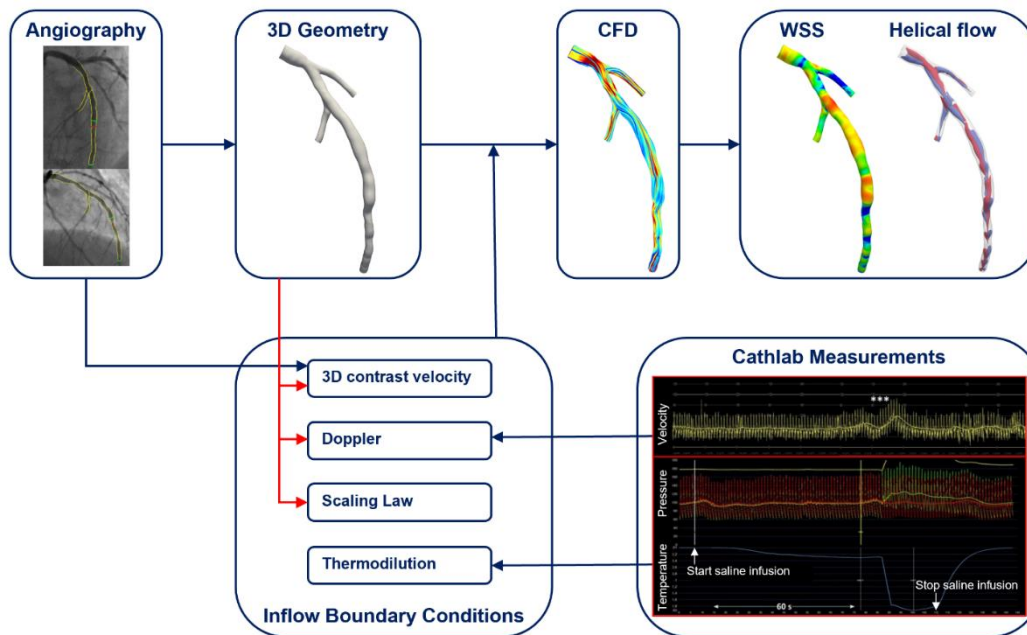 Angiography
3D Geometry
CFD
WSS
Helical flow
3D contrast velocity
Doppler
Scaling Law
Thermodilution
Inflow Boundary Conditions
Cathlab Measurements
Velocity
***
Pressure
Temperature
Start saline infusion
Stop saline infusion
60 s